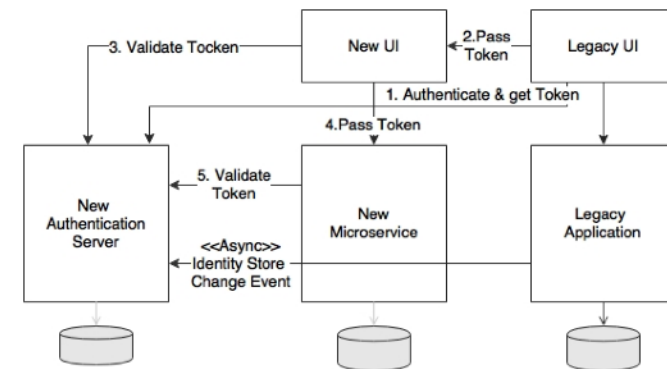 3. Validate Tocken
New UI
2.Pass
Token
Legacy UI
1. Authenticate & get Token
4.Pass Token
New
Authentication
Server
5. Validate
Token
New
Microservice
Legacy
Application
<<Async>>
Identity Store
Change Event